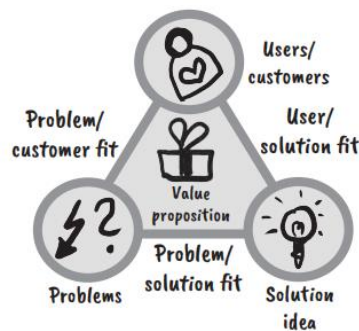 Users/
customers
Problem/
customer fit
User/
solution fit
Value
proposition
?
Problems
Problem/
solution fit
Solution
idea